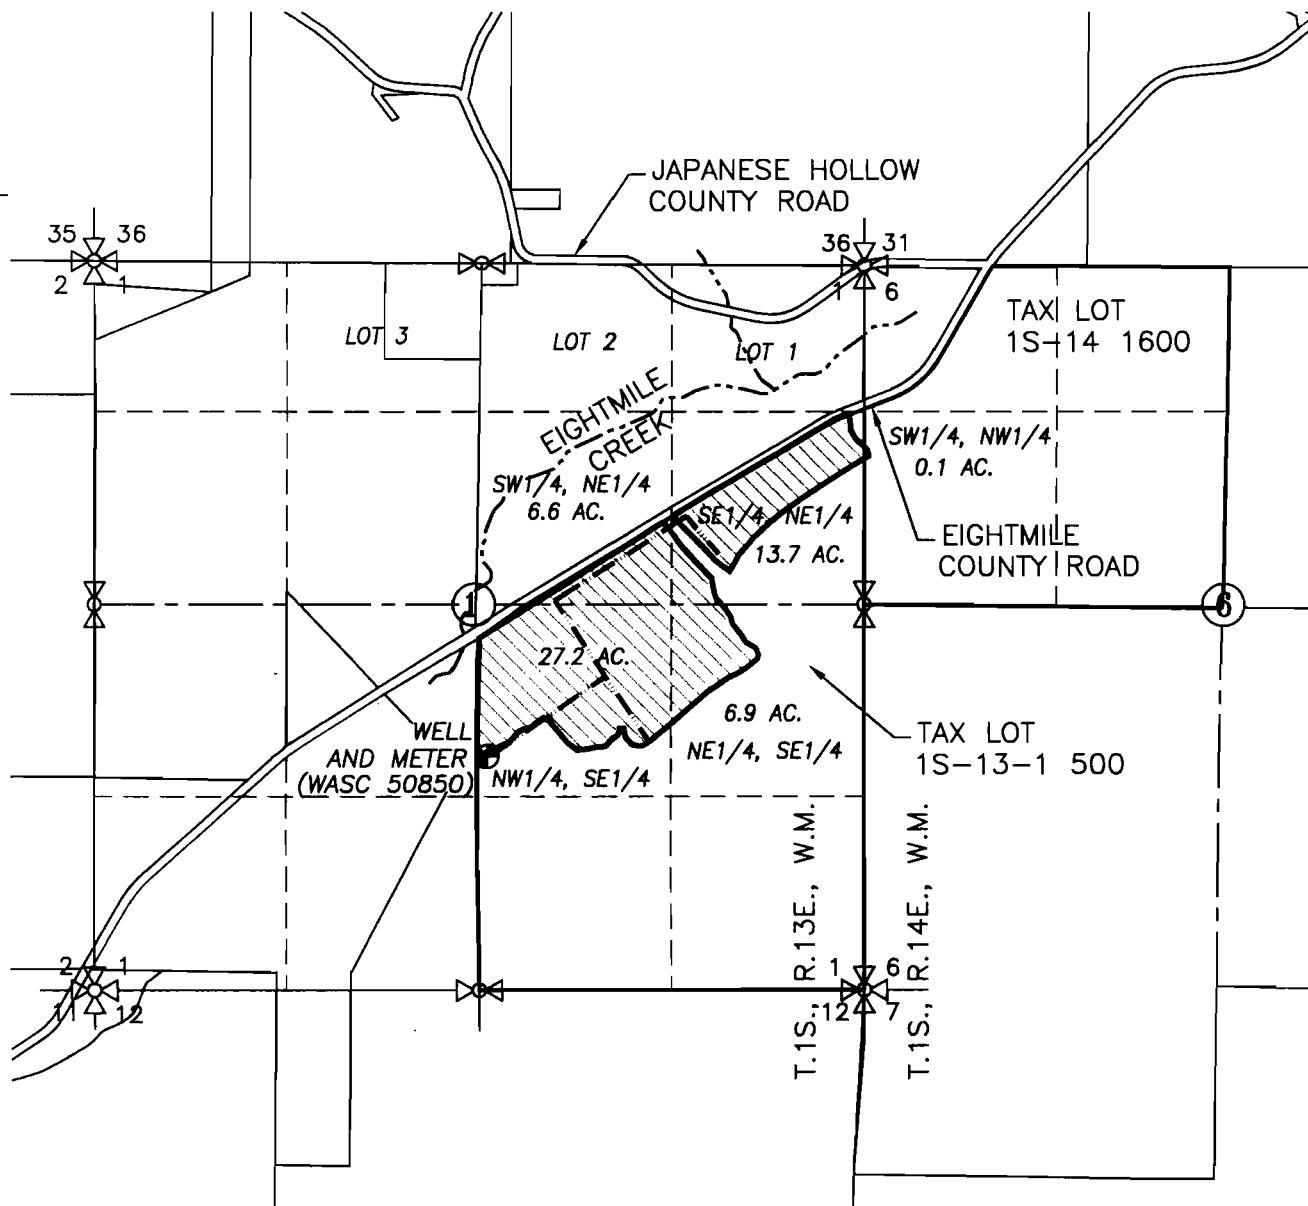 JAPANESE HOLLOW
COUNTY ROAD
35 36
2 1
36 31
1 6
TAX LOT
1S-14 1600
LOT 3
LOT 2
LOT 1
EIGHTMILE
CREEK
SW1/4, NE1/4
6.6 AC.
SW1/4, NW1/4
0.1 AC.
SE1/4, NE1/4
13.7 AC.
EIGHTMILE
COUNTY ROAD
1
6
27.2 AC.
6.9 AC.
NE1/4, SE1/4
WELL
AND METER
(WASC 50850)
NW1/4, SE1/4
TAX LOT
1S-13-1 500
T.1S., R.13E., W.M.
T.1S., R.14E., W.M.
2 1
11 12
1 6
12 7